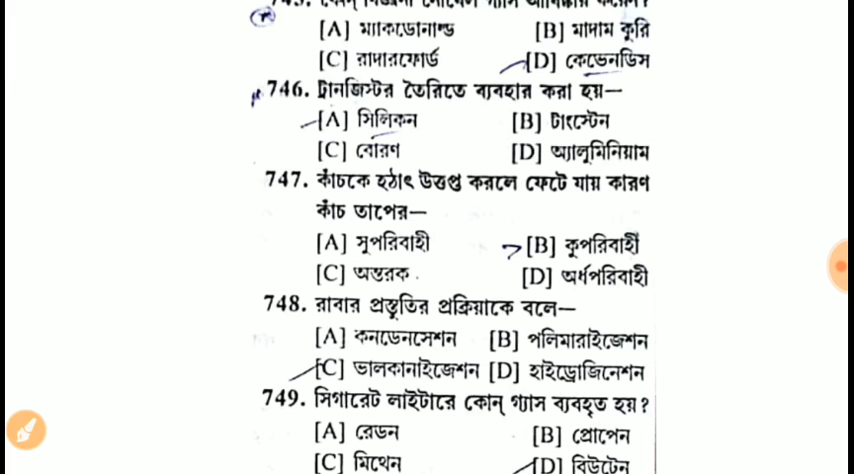 [A] ম্যাকডোনাল্ড [B] মাদাম কুরি
[C] রাদারফোর্ড [D] কেভেনডিস
746. ট্রানজিস্টর তৈরিতে ব্যবহার করা হয়—
[A] সিলিকন [B] টাংস্টেন
[C] বোরণ [D] অ্যালুমিনিয়াম
747. কাঁচকে হঠাৎ উত্তপ্ত করলে ফেটে যায় কারণ
কাঁচ তাপের—
[A] সুপরিবাহী [B] কুপরিবাহী
[C] অন্তরক [D] অর্ধপরিবাহী
748. রাবার প্রস্তুতির প্রক্রিয়াকে বলে—
[A] কনডেনসেশন [B] পলিমারাইজেশন
[C] ভালকানাইজেশন [D] হাইড্রোজিনেশন
749. সিগারেট লাইটারে কোন্ গ্যাস ব্যবহৃত হয়?
[A] রেডন [B] প্রোপেন
[C] মিথেন [D] বিউটেন